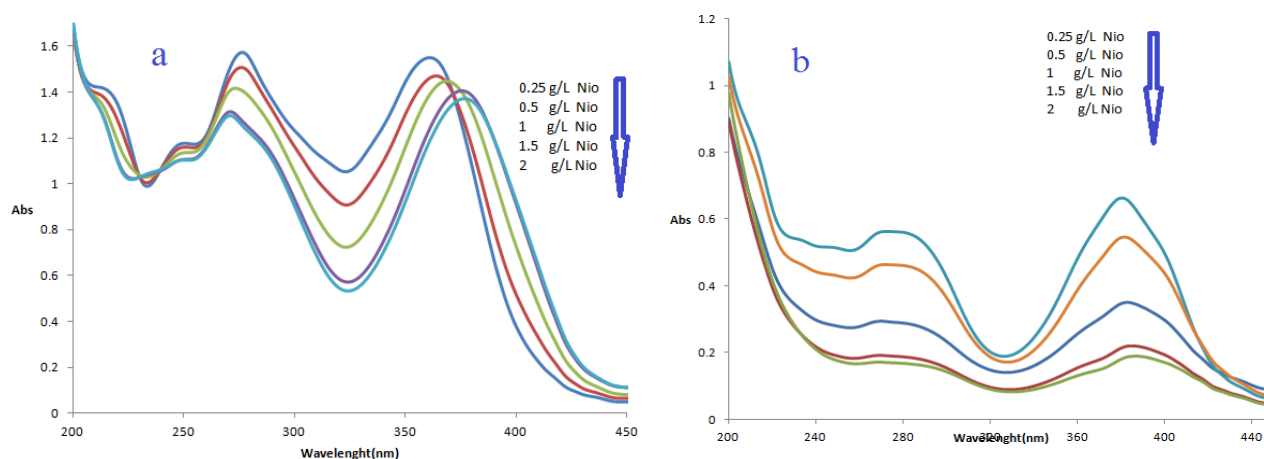 a
1.6
1.4
1.2
1
0.8
0.6
0.4
0.2
0
Abs
200
250
300
350
400
450
Wavelenght(nm)
0.25 g/L Nio
0.5 g/L Nio
1 g/L Nio
1.5 g/L Nio
2 g/L Nio
b
1.2
1
0.8
0.6
0.4
0.2
0
Abs
200
240
280
320
360
400
440
Wavelenght(nm)
0.25 g/L Nio
0.5 g/L Nio
1 g/L Nio
1.5 g/L Nio
2 g/L Nio